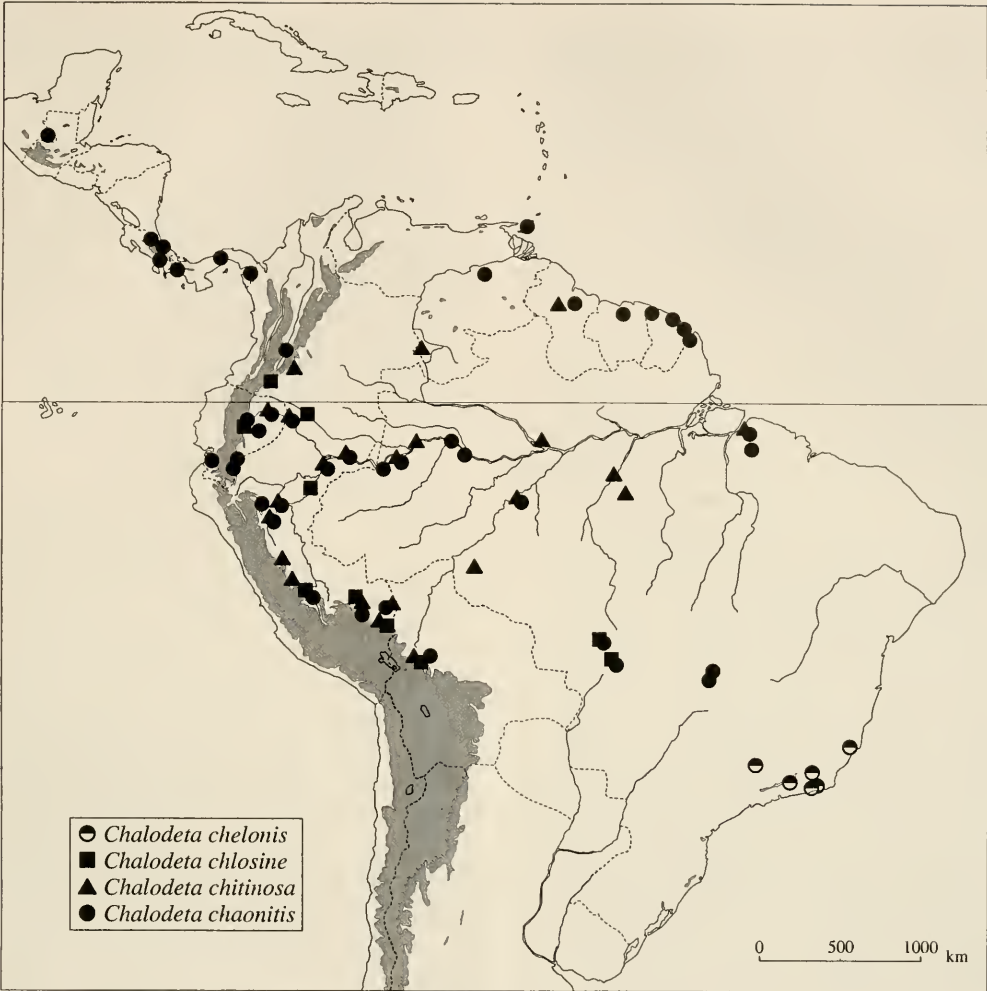 Chalodeta chelonis
Chalodeta chlosine
Chalodeta chitinosa
Chalodeta chaonitis
0 500 1000 km